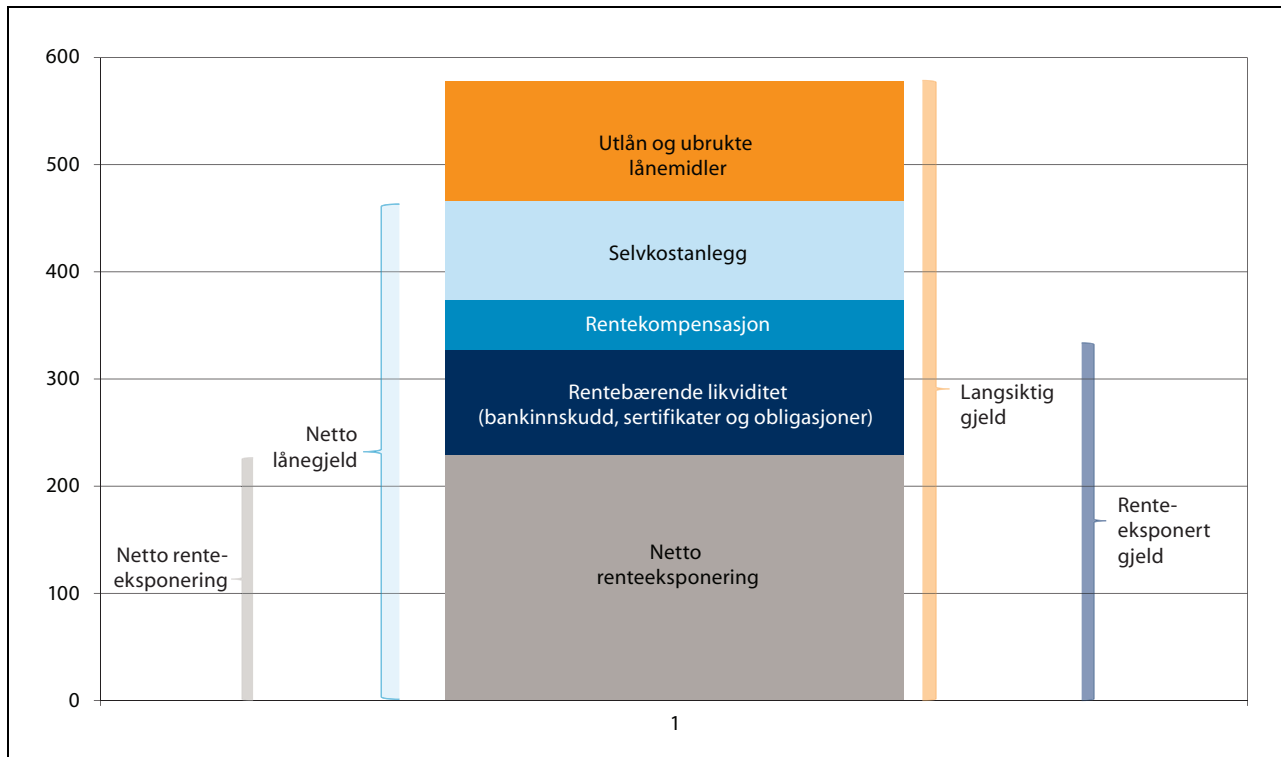 600
500
400
300
200
100
0
Utlån og ubrukte
lånemidler
Selvkostanlegg
Rentekompensasjon
Rentebærende likviditet
(bankinnskudd, sertifikater og obligasjoner)
Netto
renteeksponering
Netto rente-
eksponering
Netto
lånegjeld
Langsiktig
gjeld
Rente-
eksponert
gjeld
1